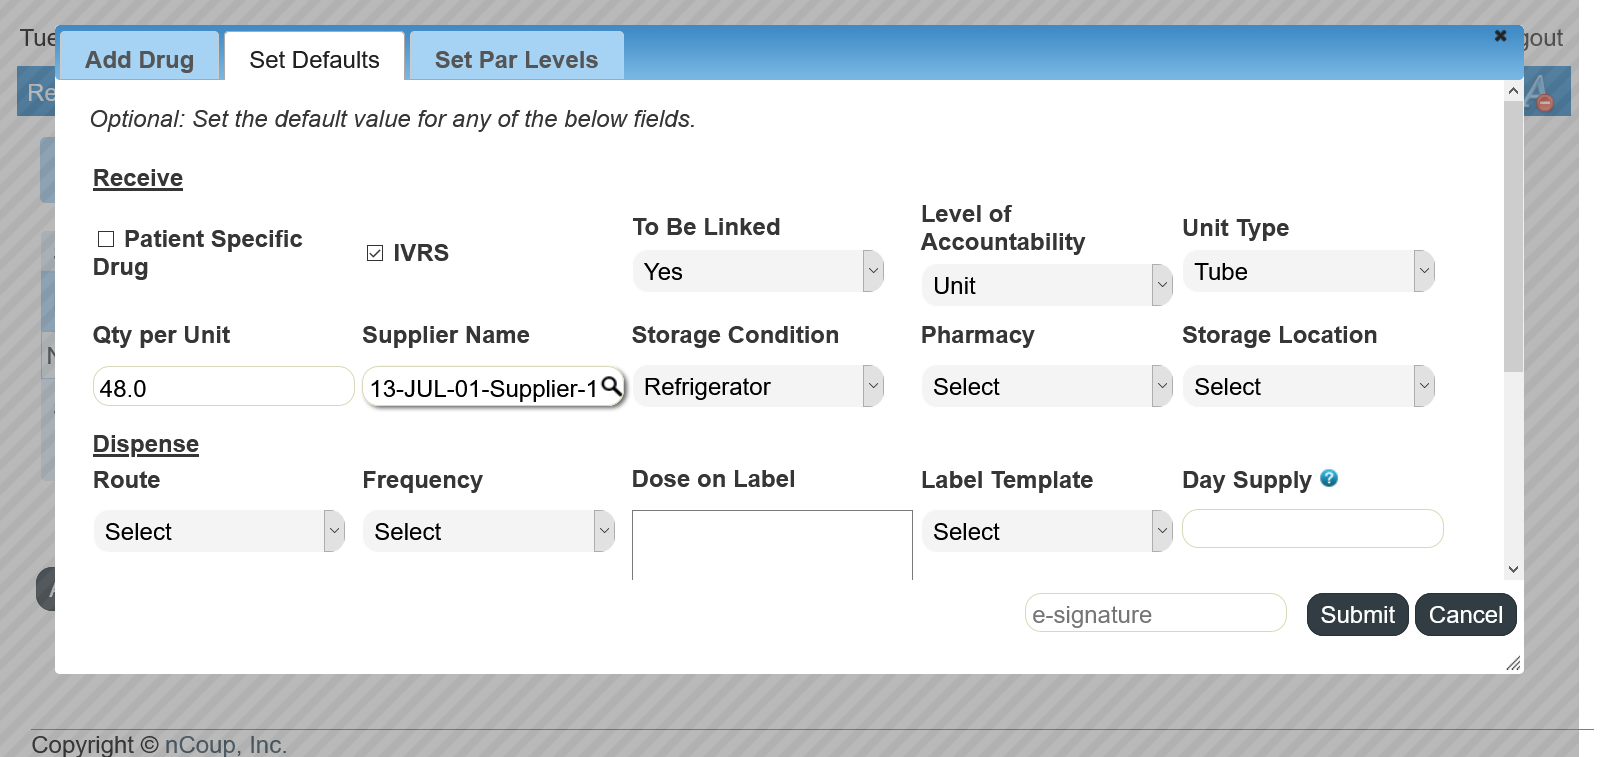 Tue
gout
Add Drug
Set Defaults
Set Par Levels
Re
Optional: Set the default value for any of the below fields.
Receive
Patient Specific
Drug
IVRS
To Be Linked
Yes
Level of
Accountability
Unit
Unit Type
Tube
Qty per Unit
48.0
Supplier Name
13-JUL-01-Supplier-1
Storage Condition
Refrigerator
Pharmacy
Select
Storage Location
Select
Dispense
Route
Select
Frequency
Select
Dose on Label
Label Template
Select
Day Supply
e-signature
Submit
Cancel
Copyright © nCoup, Inc.